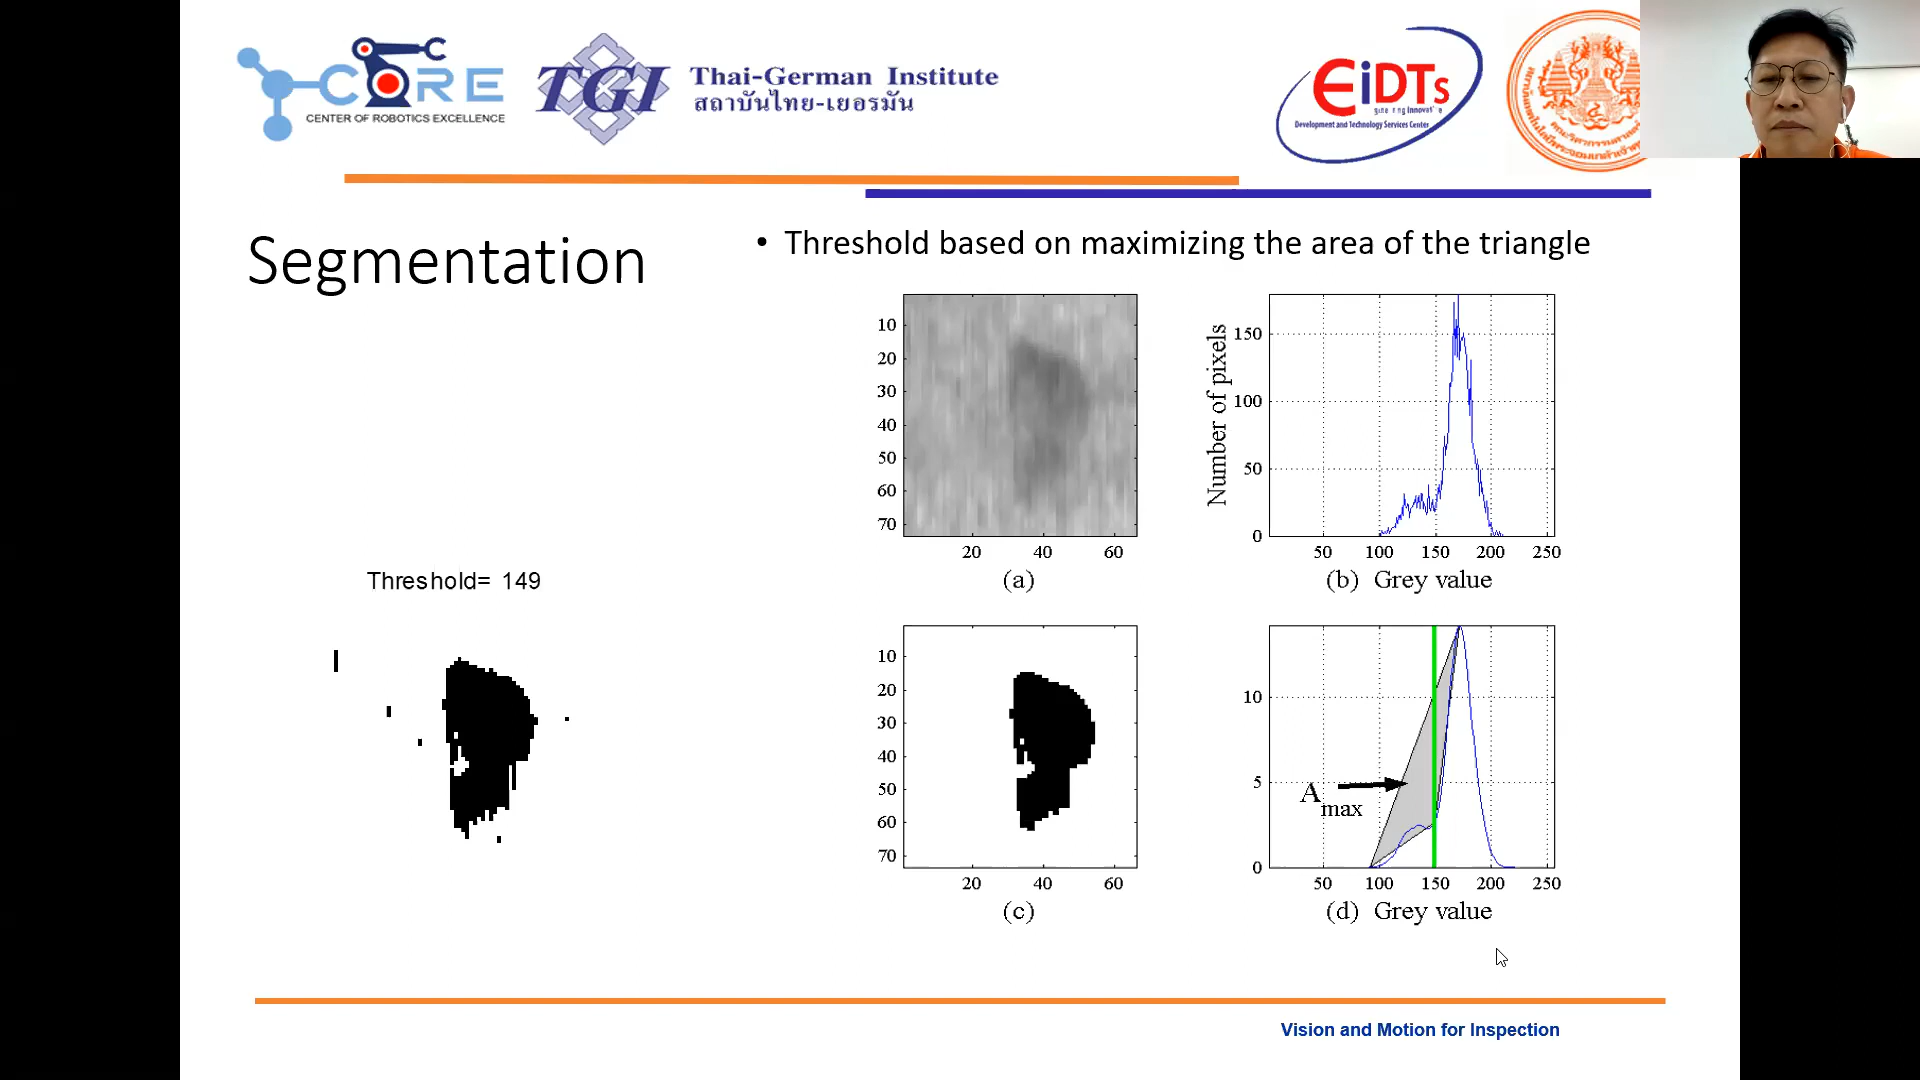 CORE
CENTER OF ROBOTICS EXCELLENCE
TGI
Thai-German Institute
สถาบันไทย-เยอรมัน
EiDTs
Development and Technology Services Center
Segmentation
• Threshold based on maximizing the area of the triangle
10
20
30
40
50
60
70
20 40 60
(a)
Number of pixels
150
100
50
0
50 100 150 200 250
(b) Grey value
Threshold= 149
10
20
30
40
50
60
70
20 40 60
(c)
10
5
0
Amax
50 100 150 200 250
(d) Grey value
Vision and Motion for Inspection